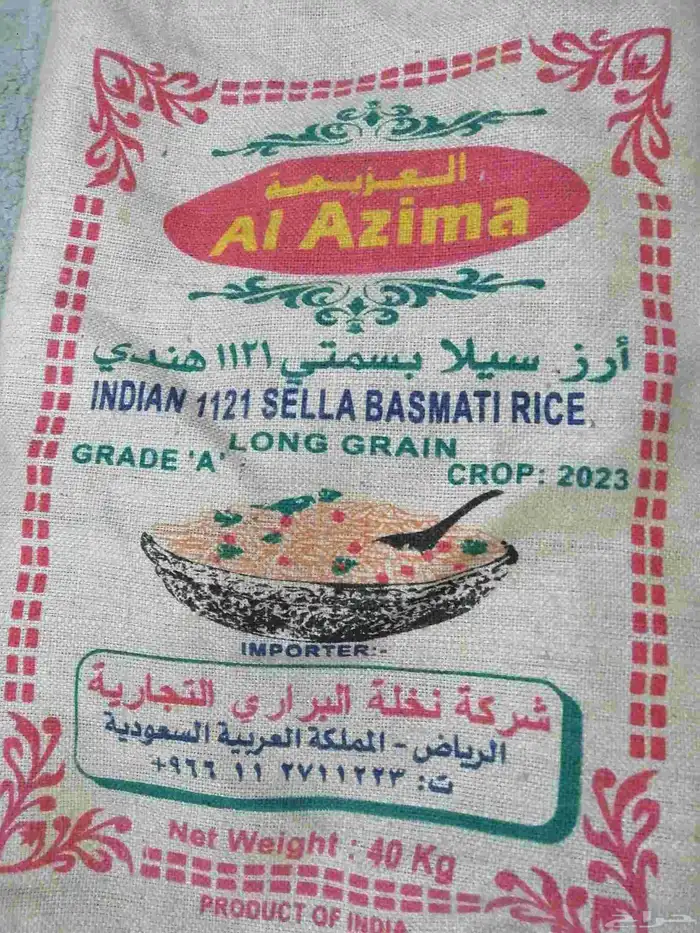 العزيمة
Al Azima
أرز سيلا بسمتي ١١٢١ هندي
INDIAN 1121 SELLA BASMATI RICE
LONG GRAIN
GRADE 'A'
CROP: 2023
IMPORTER:-
شركة نخلة البراري التجارية
الرياض - المملكة العربية السعودية
ت: ٢٧١١٢٢٣ ١١ ٩٦٦+
Net Weight : 40 Kg
PRODUCT OF INDIA
حراج